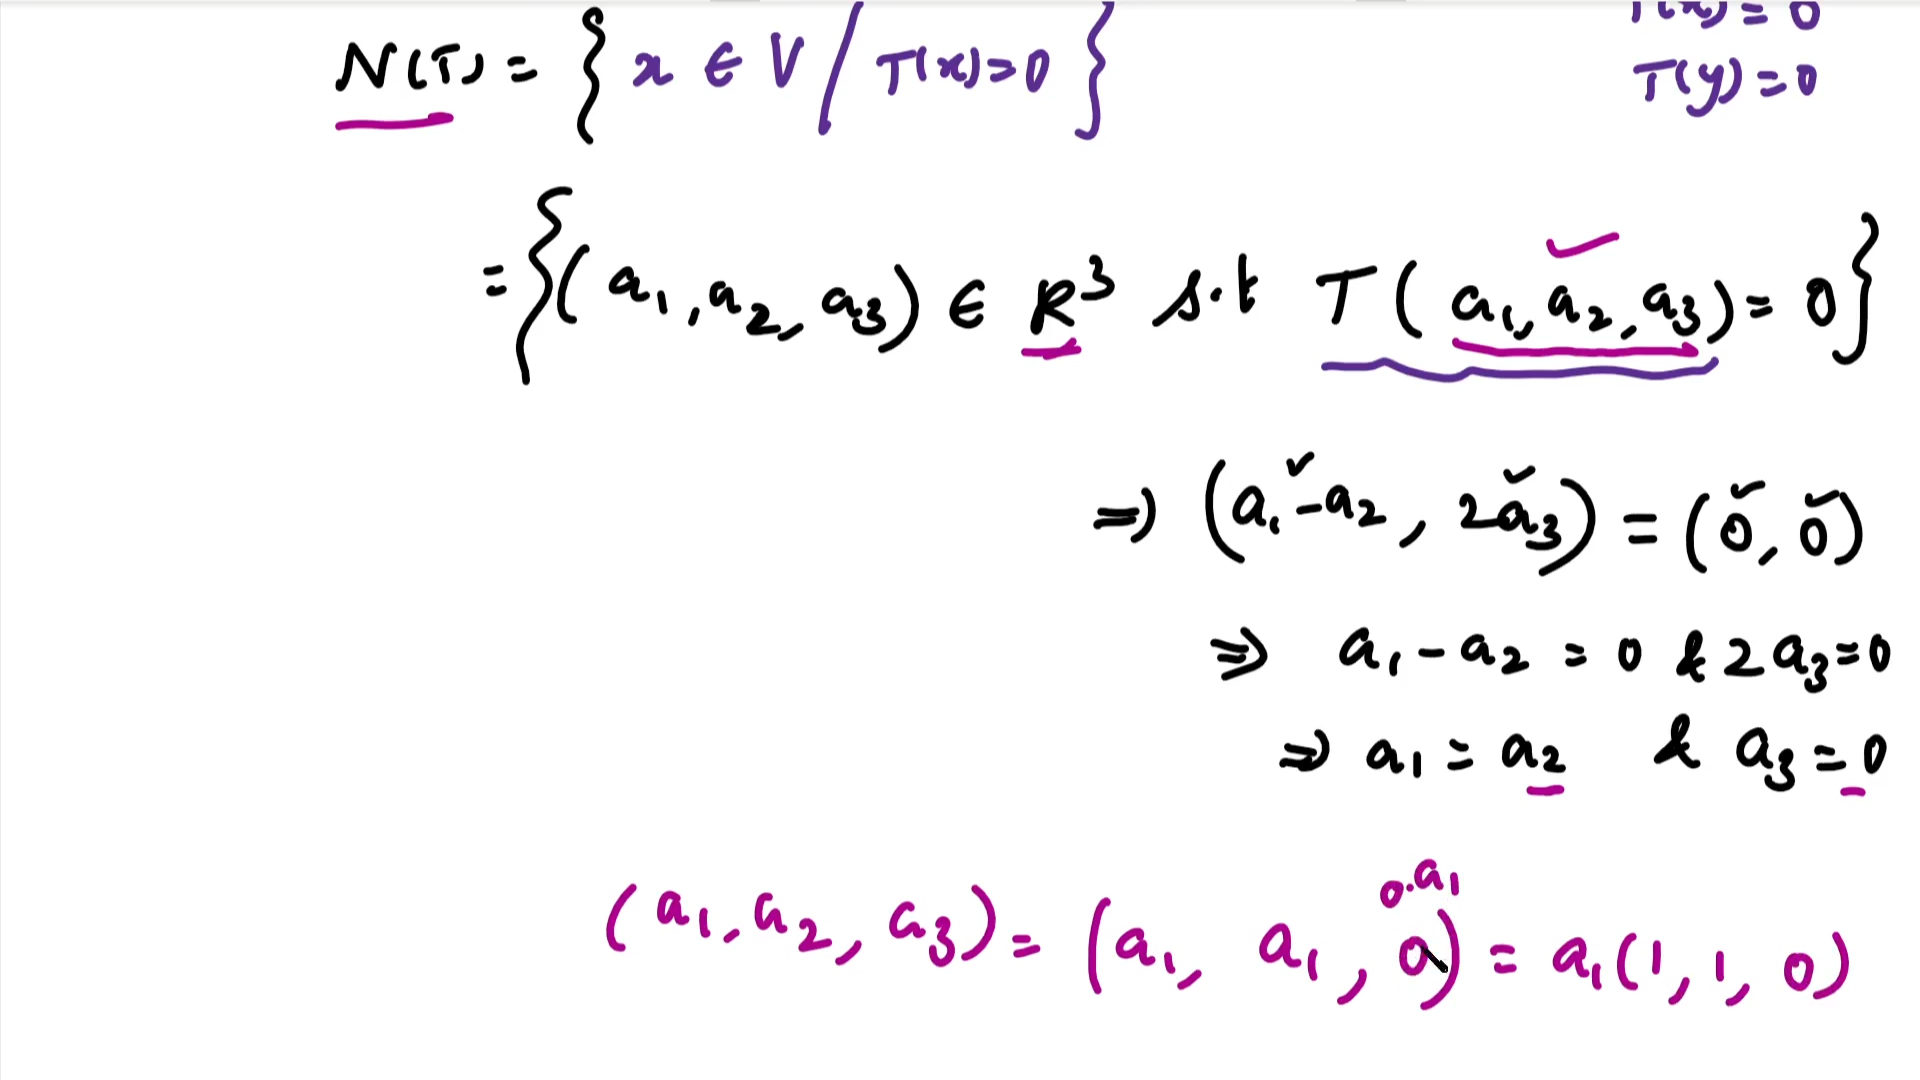 T(x) = 0
N(T) = { x ∈ V / T(x) = 0 }
T(y) = 0
= { (a₁, a₂, a₃) ∈ R³ s.t T(a₁, a₂, a₃) = 0 }
⇒ (a₁ - a₂, 2a₃) = (0, 0)
⇒ a₁ - a₂ = 0 & 2a₃ = 0
⇒ a₁ = a₂ & a₃ = 0
0.a₁
(a₁, a₂, a₃) = (a₁, a₁, 0) = a₁(1, 1, 0)